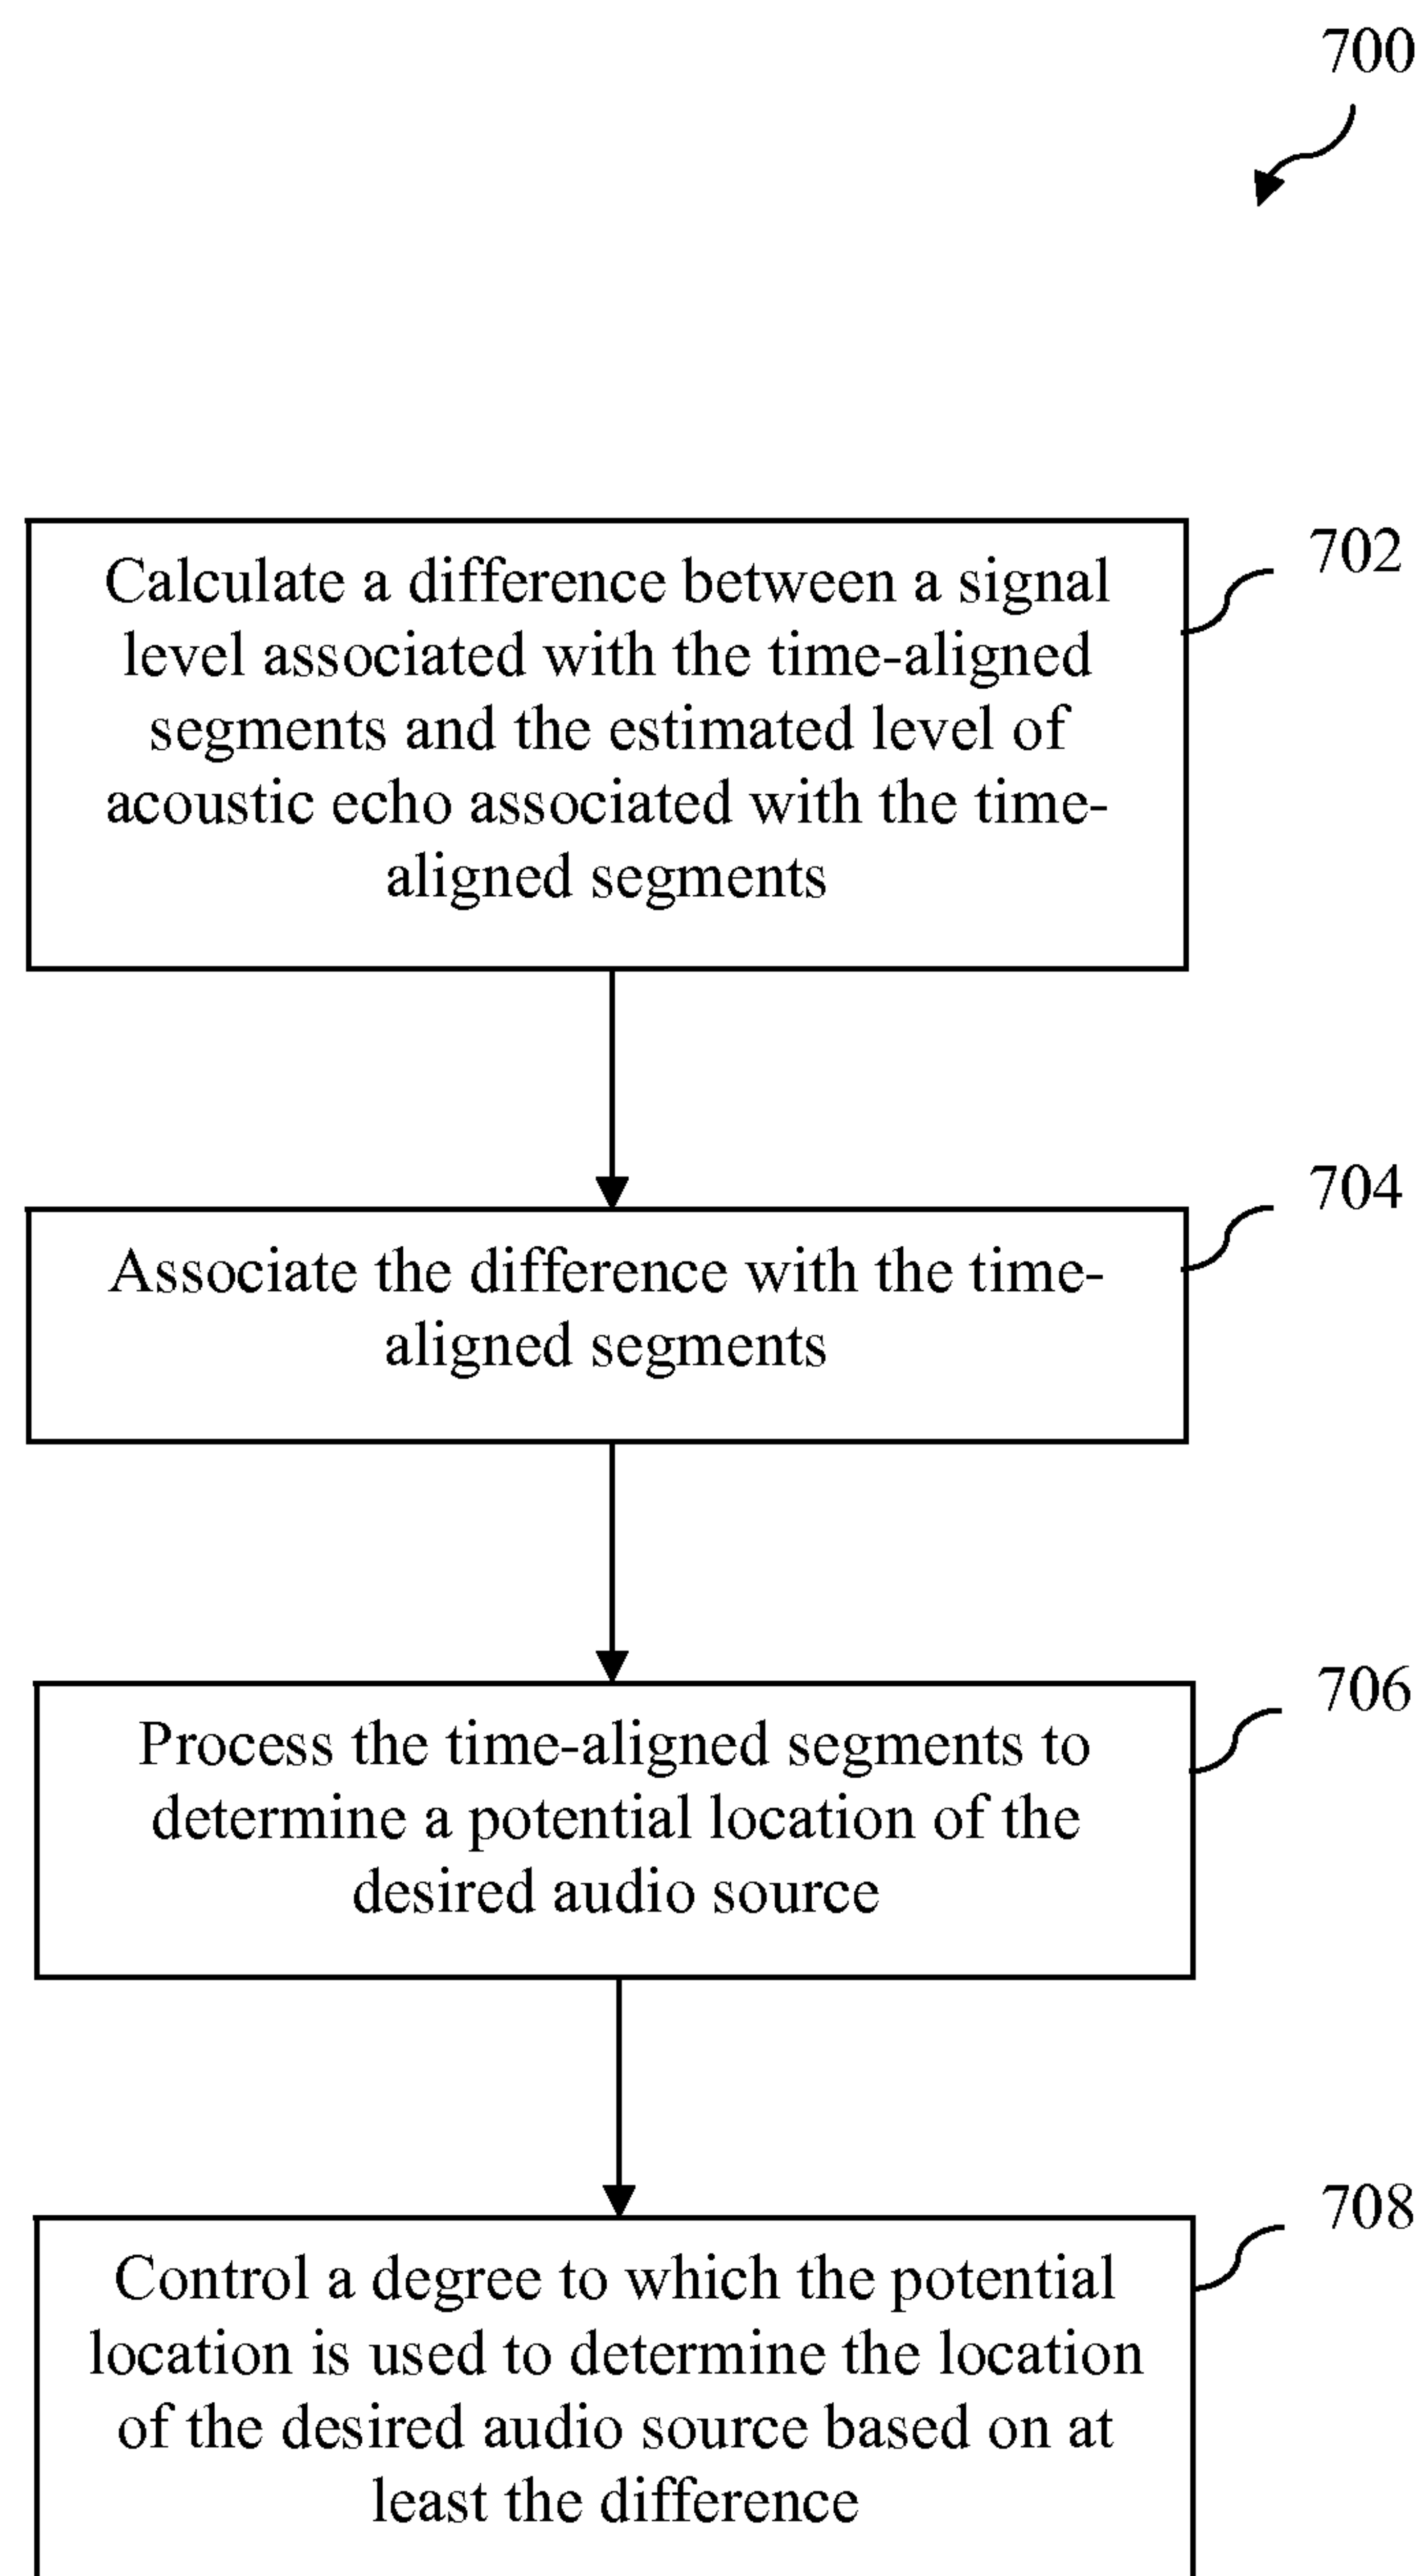 700
702
Calculate a difference between a signal
level associated with the time-aligned
segments and the estimated level of
acoustic echo associated with the time-
aligned segments
704
Associate the difference with the time-
aligned segments
706
Process the time-aligned segments to
determine a potential location of the
desired audio source
708
Control a degree to which the potential
location is used to determine the location
of the desired audio source based on at
least the difference